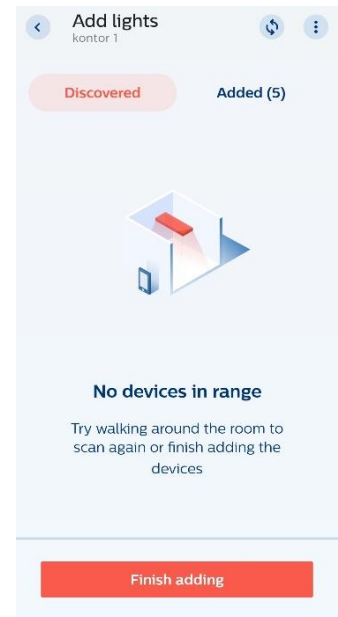 Add lights
kontor 1
Discovered
Added (5)
No devices in range
Try walking around the room to
scan again or finish adding the
devices
Finish adding